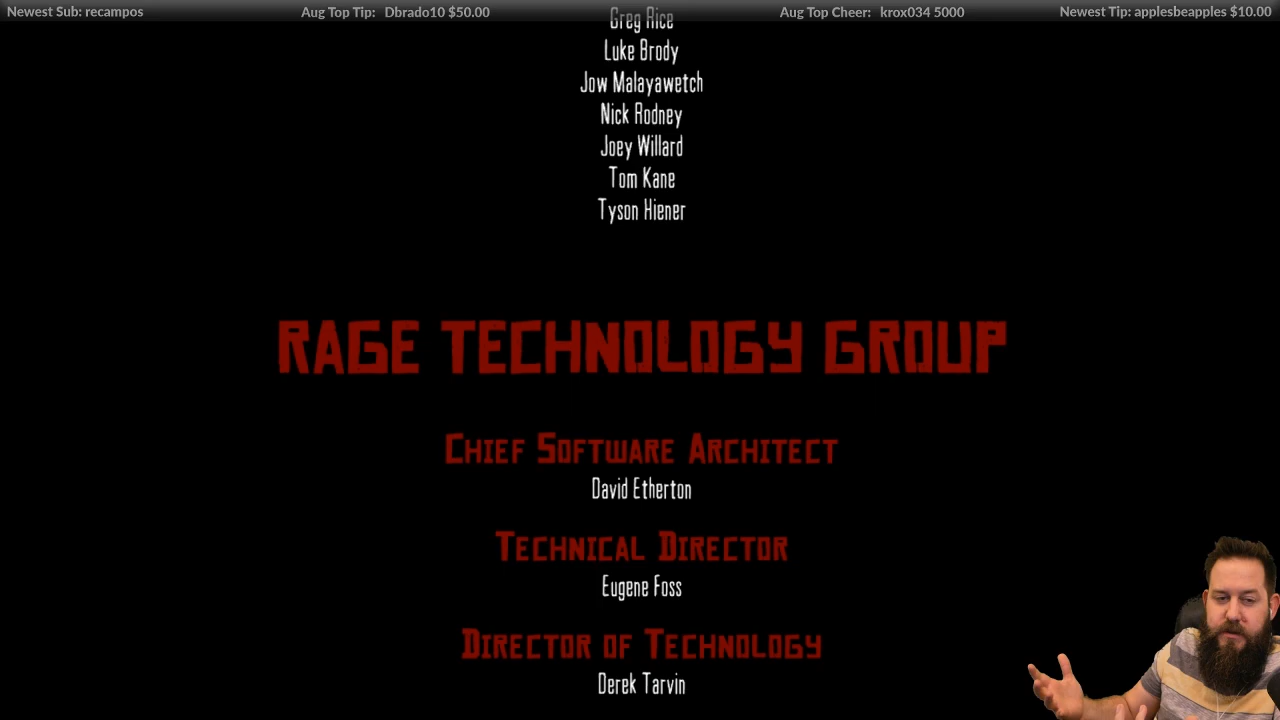 Newest Sub: recampos
Aug Top Tip: Dbrado10 $50.00
Aug Top Cheer: krox034 5000
Newest Tip: applesbeapples $10.00
Greg Rice
Luke Brody
Jow Malayawetch
Nick Rodney
Joey Willard
Tom Kane
Tyson Hiener
RAGE TECHNOLOGY GROUP
CHIEF SOFTWARE ARCHITECT
David Etherton
TECHNICAL DIRECTOR
Eugene Foss
DIRECTOR OF TECHNOLOGY
Derek Tarvin